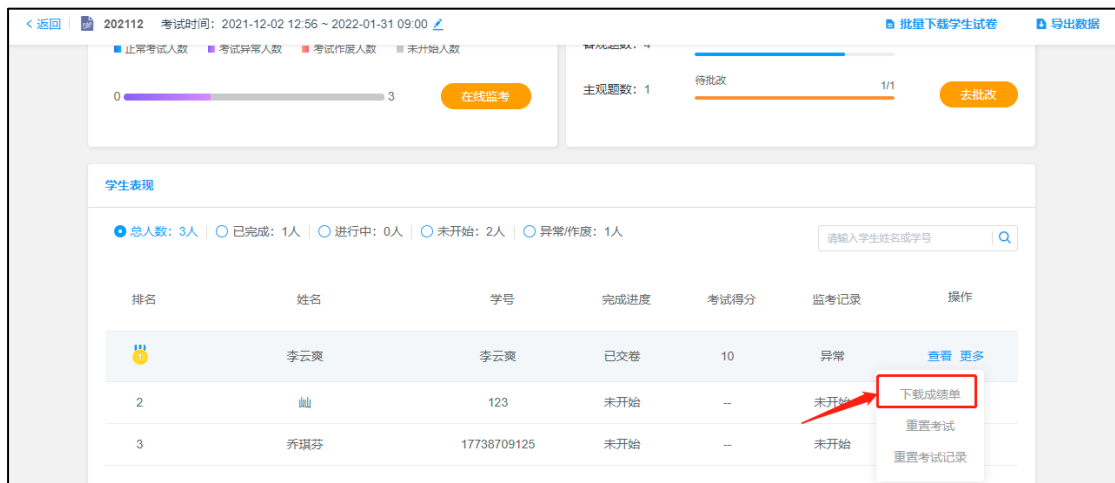 返回 202112 考试时间：2021-12-02 12:56 ~ 2022-01-31 09:00 批量下载学生试卷 导出数据
正常考试人数 考试异常人数 考试作废人数 未开始人数 客观题数：4
0 3 在线监考 主观题数：1 待批改 1/1 去批改
学生表现
总人数：3人 已完成：1人 进行中：0人 未开始：2人 异常/作废：1人 请输入学生姓名或学号
排名 姓名 学号 完成进度 考试得分 监考记录 操作
1 李云爽 李云爽 已交卷 10 异常 查看 更多
下载成绩单
2 屾 123 未开始 -- 未开始
重置考试
3 乔琪芬 17738709125 未开始 -- 未开始
重置考试记录